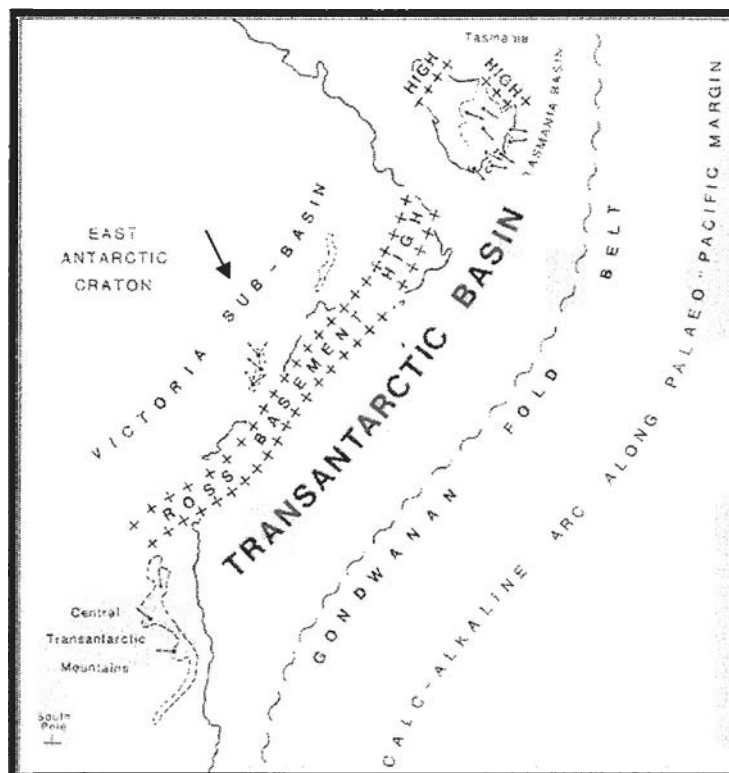 Tasmania
HIGH
HIGH
TASMANIA BASIN
EAST
ANTARCTIC
CRATON
VICTORIA SUB-BASIN
ROSS BASEMENT HIGH
TRANSANTARCTIC BASIN
GONDWANAN FOLD BELT
CALC-ALKALINE ARC ALONG PALAEO-PACIFIC MARGIN
Central
Transantarctic
Mountains
South
Pole